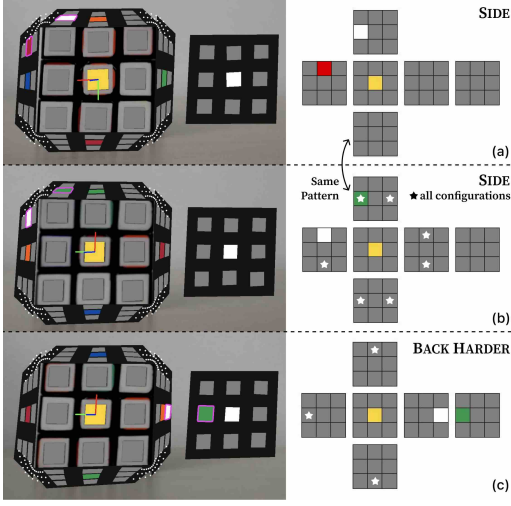 SIDE
(a)
Same
Pattern
SIDE
★ all configurations
(b)
BACK HARDER
(c)